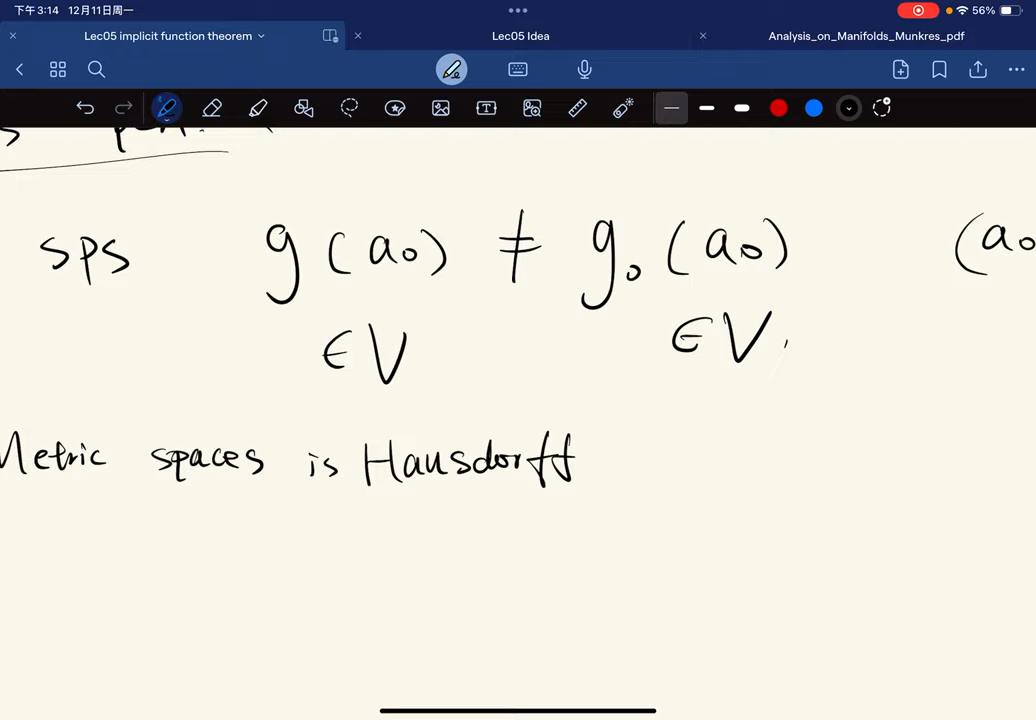 下午3:14 12月11日周一
56%
Lec05 implicit function theorem
Lec05 Idea
Analysis_on_Manifolds_Munkres_pdf
sps g(a₀) ≠ g₀(a₀) (a₀
∈V ∈V,
Metric spaces is Hausdorff